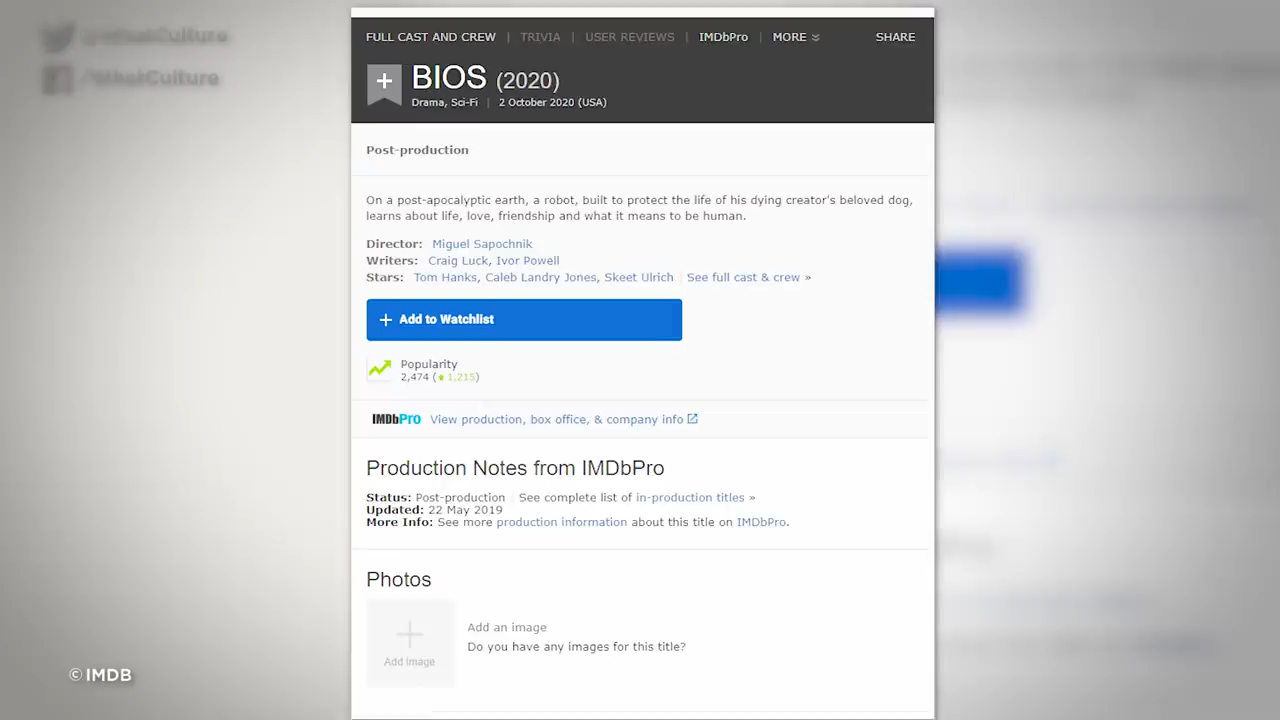 @WhatCulture
/WhatCulture
FULL CAST AND CREW | TRIVIA | USER REVIEWS | IMDbPro | MORE SHARE
+ BIOS (2020)
Drama, Sci-Fi | 2 October 2020 (USA)
Post-production
On a post-apocalyptic earth, a robot, built to protect the life of his dying creator's beloved dog,
learns about life, love, friendship and what it means to be human.
Director: Miguel Sapochnik
Writers: Craig Luck, Ivor Powell
Stars: Tom Hanks, Caleb Landry Jones, Skeet Ulrich | See full cast & crew »
+ Add to Watchlist
Popularity
2,474 (1,215)
IMDbPro View production, box office, & company info
Production Notes from IMDbPro
Status: Post-production | See complete list of in-production titles »
Updated: 22 May 2019
More Info: See more production information about this title on IMDbPro.
Photos
Add an image
Do you have any images for this title?
Add image
© IMDB